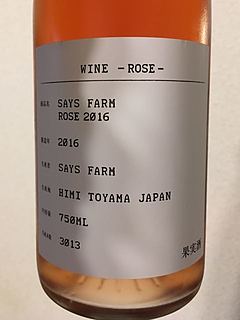 WINE -ROSE-
SAYS FARM
ROSE 2016
2016
SAYS FARM
HIMI TOYAMA JAPAN
750ML
3013
果実酒